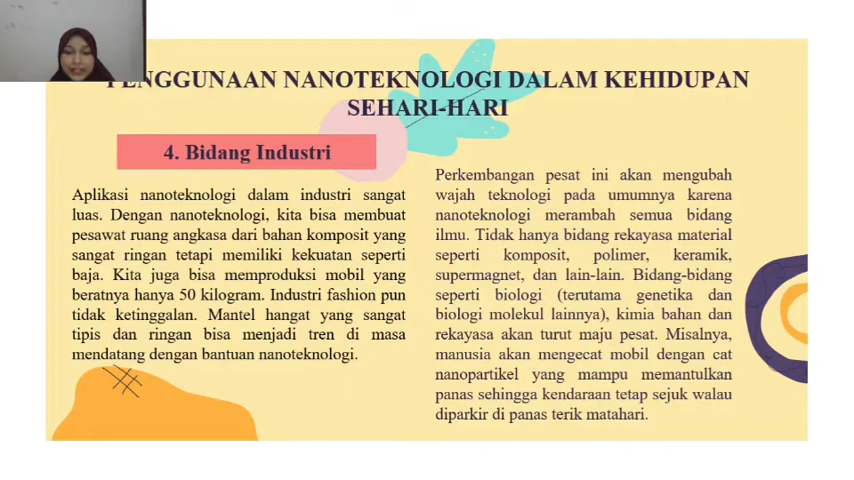 PENGGUNAAN NANOTEKNOLOGI DALAM KEHIDUPAN
SEHARI-HARI
4. Bidang Industri
Aplikasi nanoteknologi dalam industri sangat
luas. Dengan nanoteknologi, kita bisa membuat
pesawat ruang angkasa dari bahan komposit yang
sangat ringan tetapi memiliki kekuatan seperti
baja. Kita juga bisa memproduksi mobil yang
beratnya hanya 50 kilogram. Industri fashion pun
tidak ketinggalan. Mantel hangat yang sangat
tipis dan ringan bisa menjadi tren di masa
mendatang dengan bantuan nanoteknologi.
Perkembangan pesat ini akan mengubah
wajah teknologi pada umumnya karena
nanoteknologi merambah semua bidang
ilmu. Tidak hanya bidang rekayasa material
seperti komposit, polimer, keramik,
supermagnet, dan lain-lain. Bidang-bidang
seperti biologi (terutama genetika dan
biologi molekul lainnya), kimia bahan dan
rekayasa akan turut maju pesat. Misalnya,
manusia akan mengecat mobil dengan cat
nanopartikel yang mampu memantulkan
panas sehingga kendaraan tetap sejuk walau
diparkir di panas terik matahari.